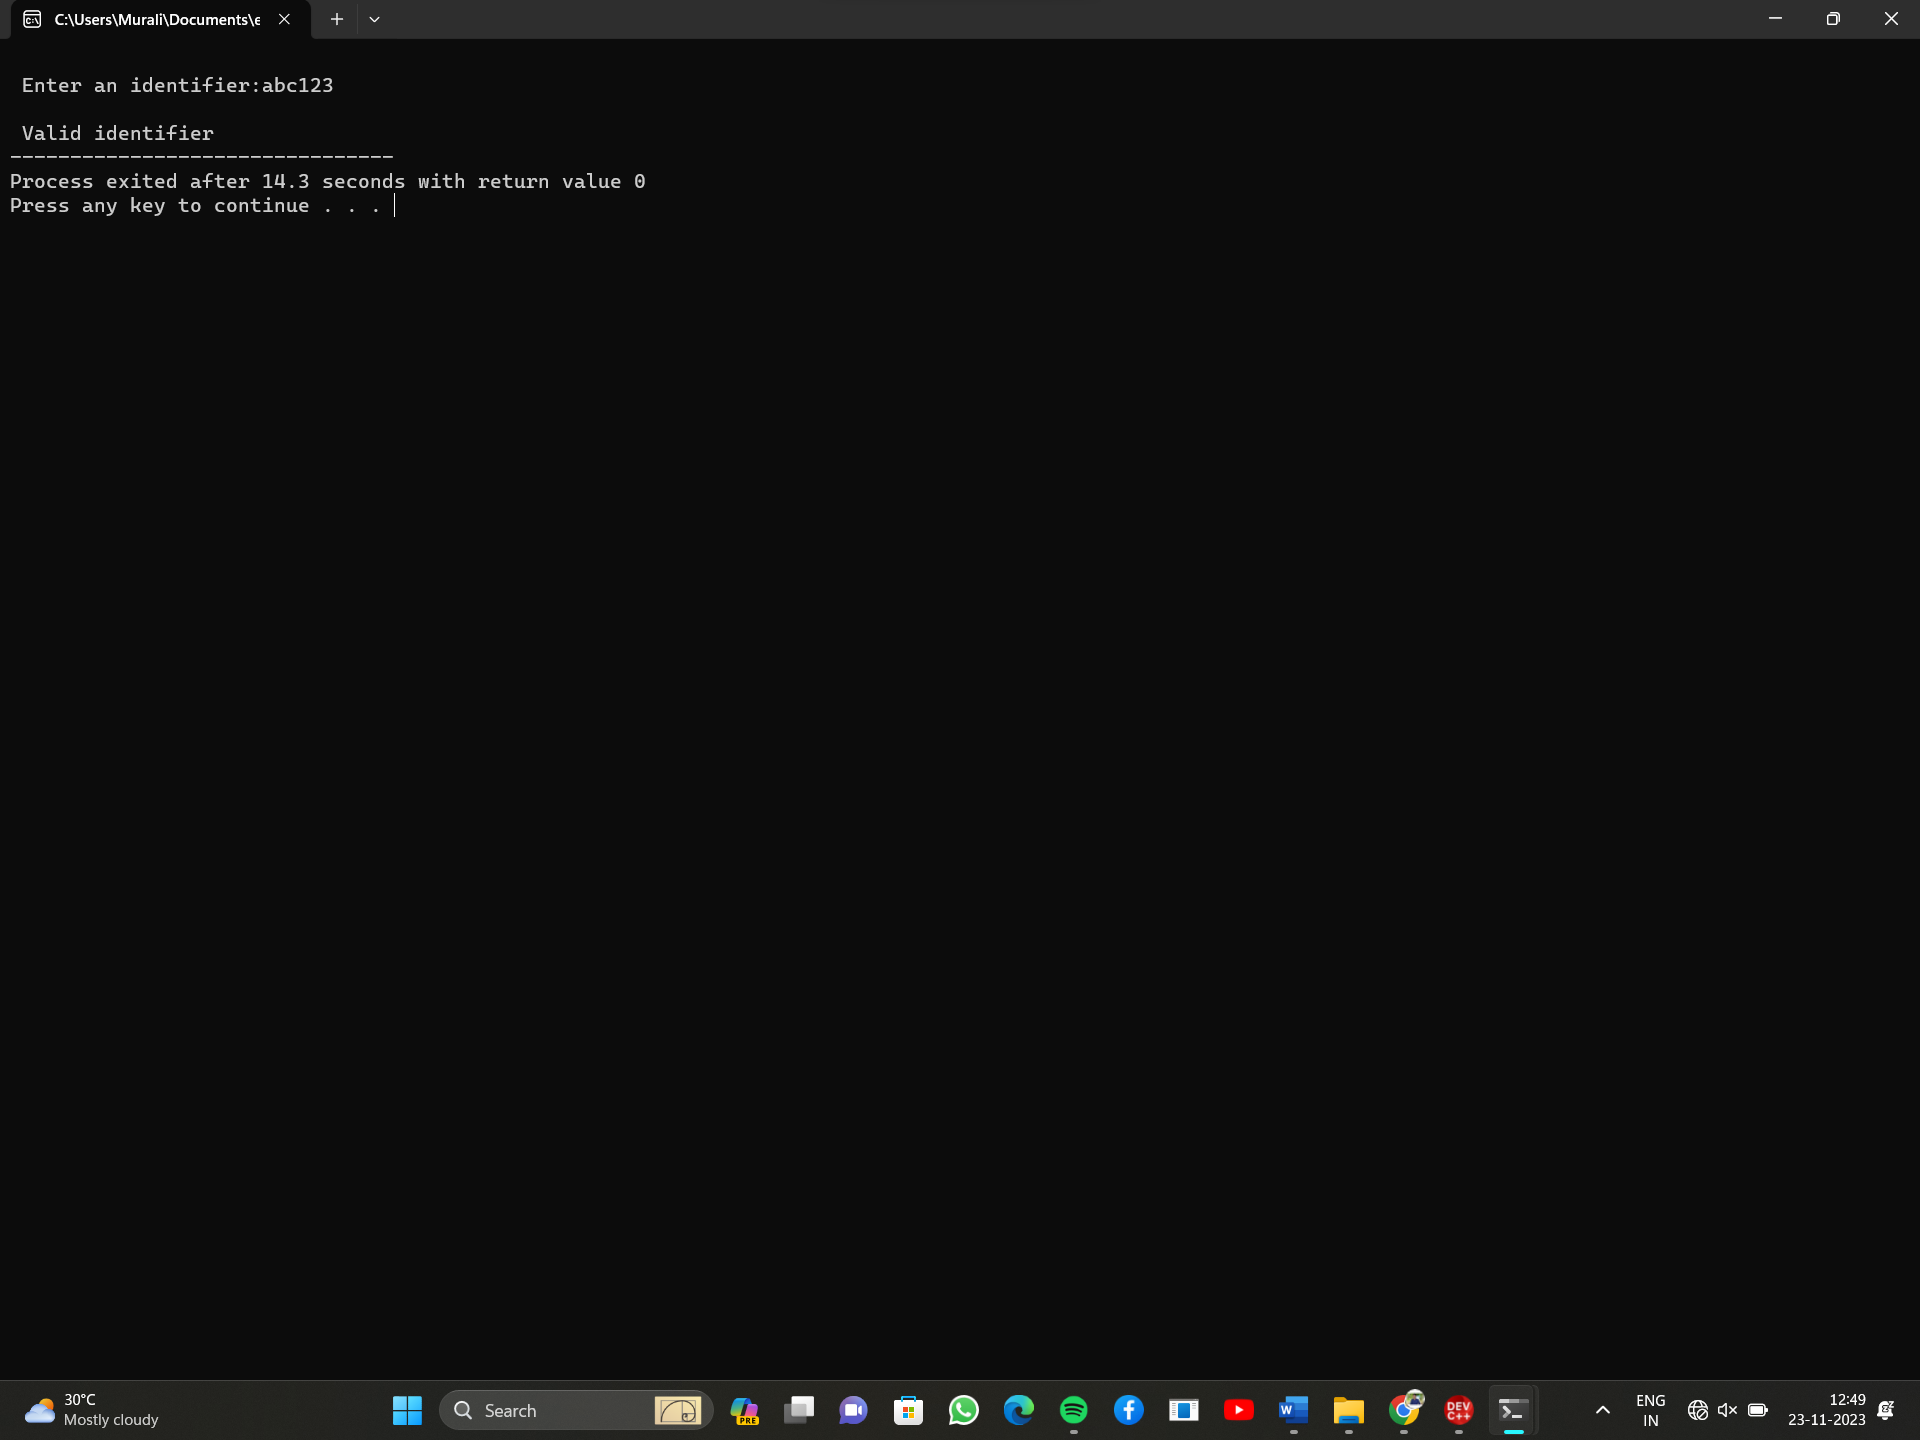 C:\Users\Murali\Documents\e
Enter an identifier:abc123
Valid identifier
--------------------------------
Process exited after 14.3 seconds with return value 0
Press any key to continue . . .
30°C
Mostly cloudy
Search
PRE
W
DEV
C++
ENG
IN
12:49
23-11-2023